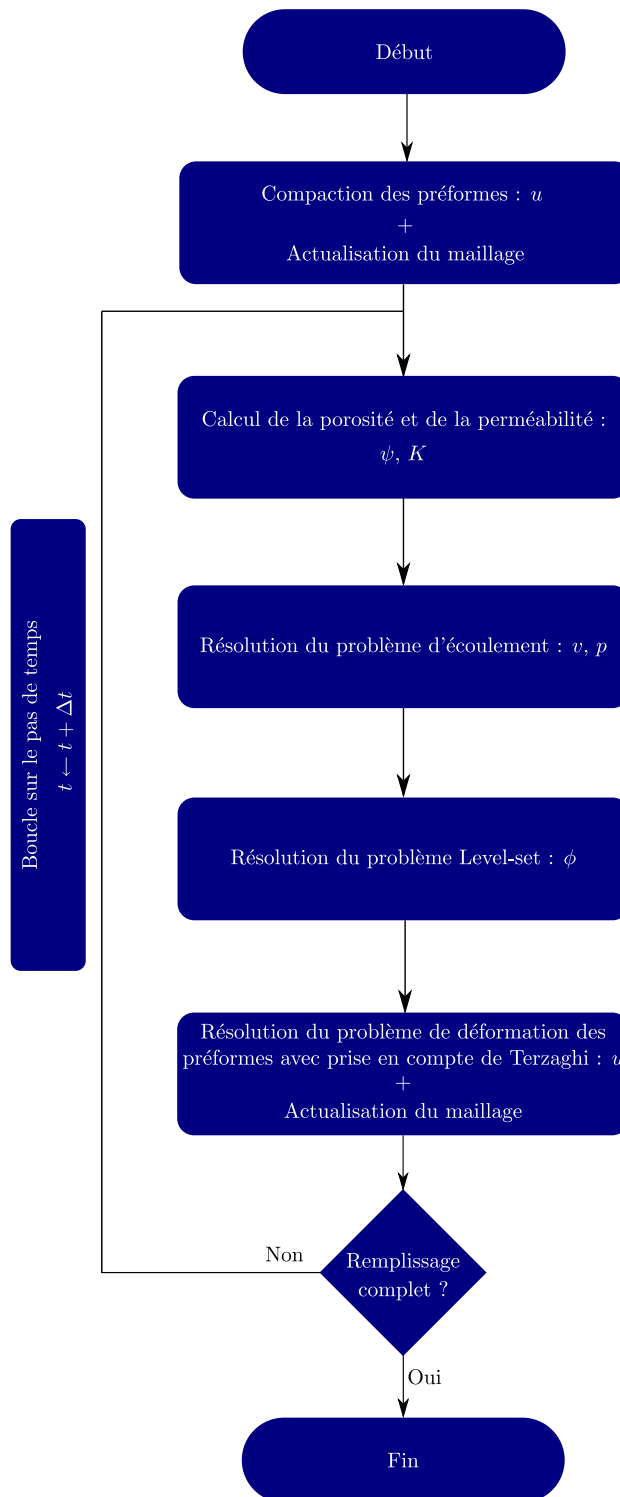 Début
Compaction des préformes : u
+
Actualisation du maillage
Calcul de la porosité et de la perméabilité :
ψ, K
Boucle sur le pas de temps
t ← t + Δt
Résolution du problème d'écoulement : v, p
Résolution du problème Level-set : ϕ
Résolution du problème de déformation des
préformes avec prise en compte de Terzaghi : u
+
Actualisation du maillage
Non
Remplissage
complet ?
Oui
Fin